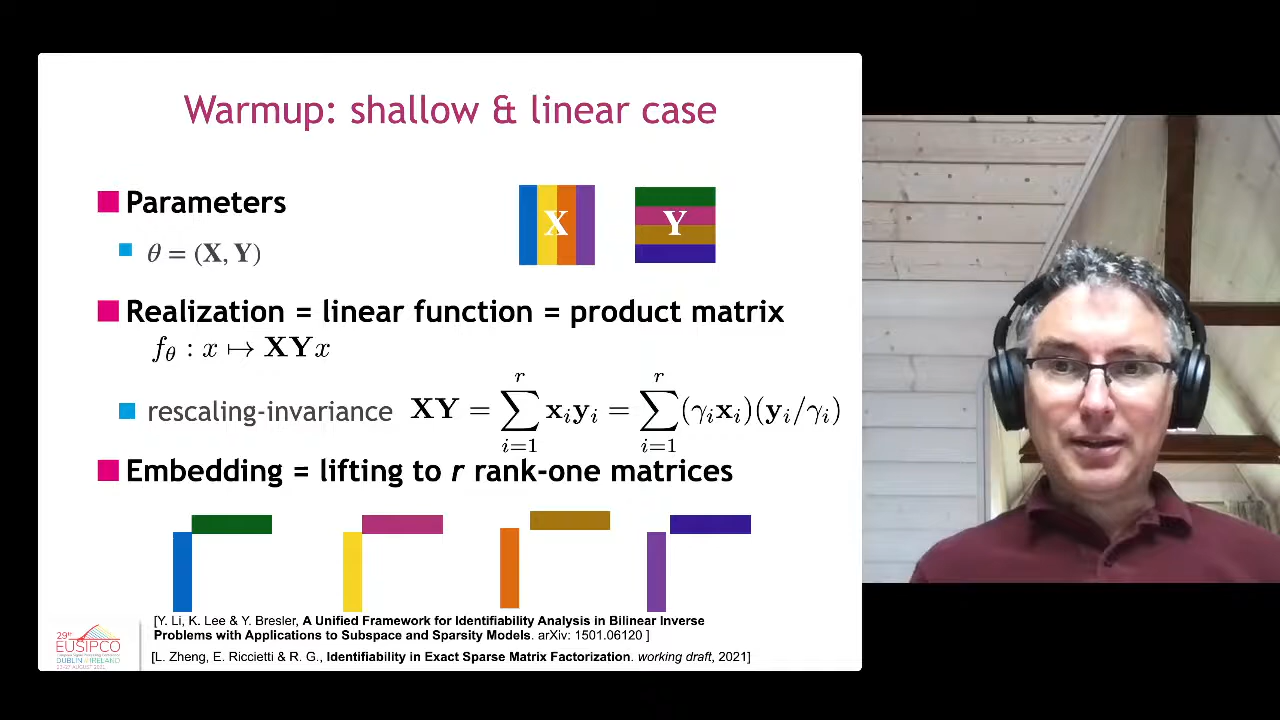 Warmup: shallow & linear case
Parameters
θ = (X, Y)
X
Y
Realization = linear function = product matrix
f_θ : x ↦ XYx
rescaling-invariance XY = ∑_{i=1}^{r} x_i y_i = ∑_{i=1}^{r} (γ_i x_i)(y_i/γ_i)
Embedding = lifting to r rank-one matrices
[Y. Li, K. Lee & Y. Bresler, A Unified Framework for Identifiability Analysis in Bilinear Inverse
Problems with Applications to Subspace and Sparsity Models. arXiv: 1501.06120 ]
[L. Zheng, E. Riccietti & R. G., Identifiability in Exact Sparse Matrix Factorization. working draft, 2021]
29th
EUSIPCO
DUBLIN IRELAND